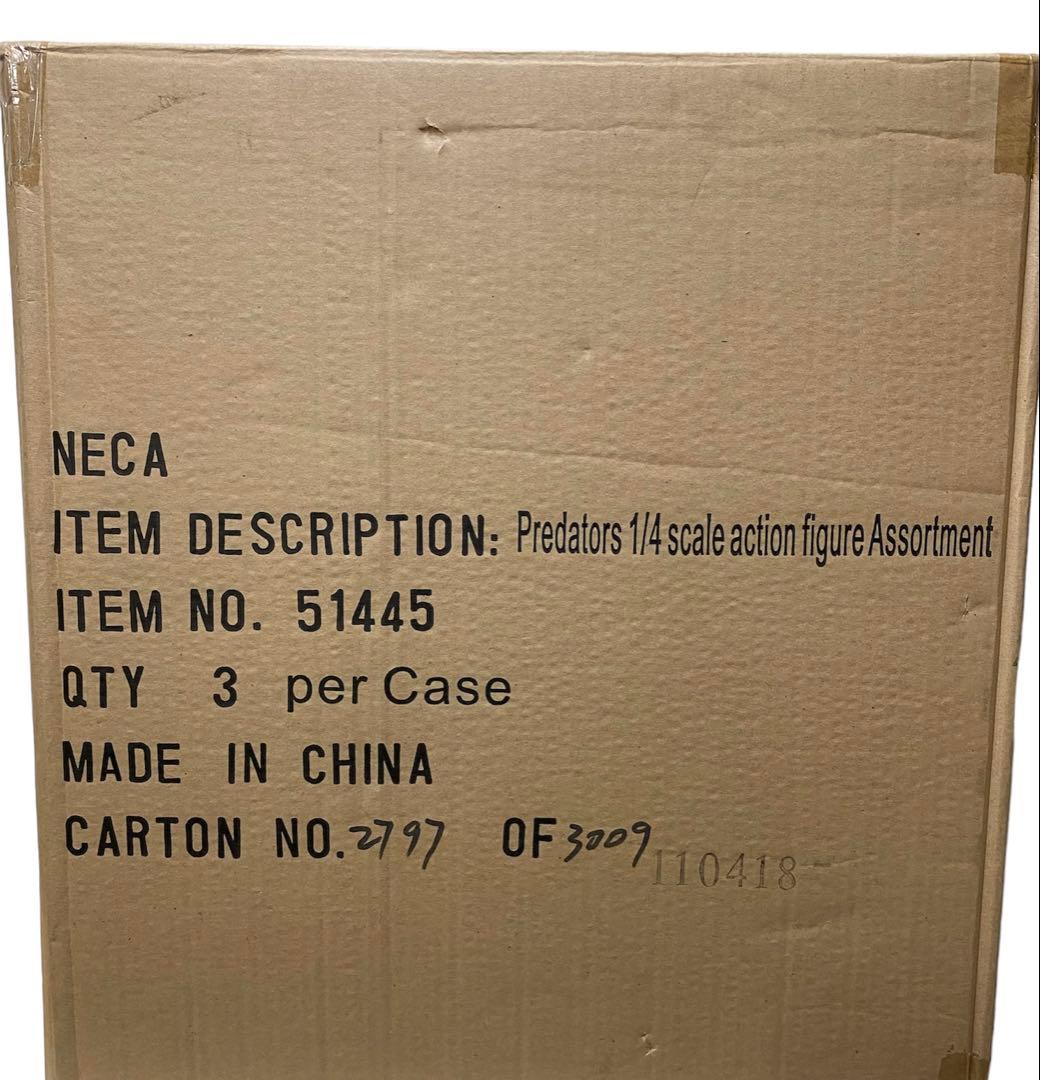 NECA
ITEM DESCRIPTION: Predators 1/4 scale action figure Assortment
ITEM NO. 51445
QTY 3 per Case
MADE IN CHINA
CARTON NO. 2797 OF 3009
110418